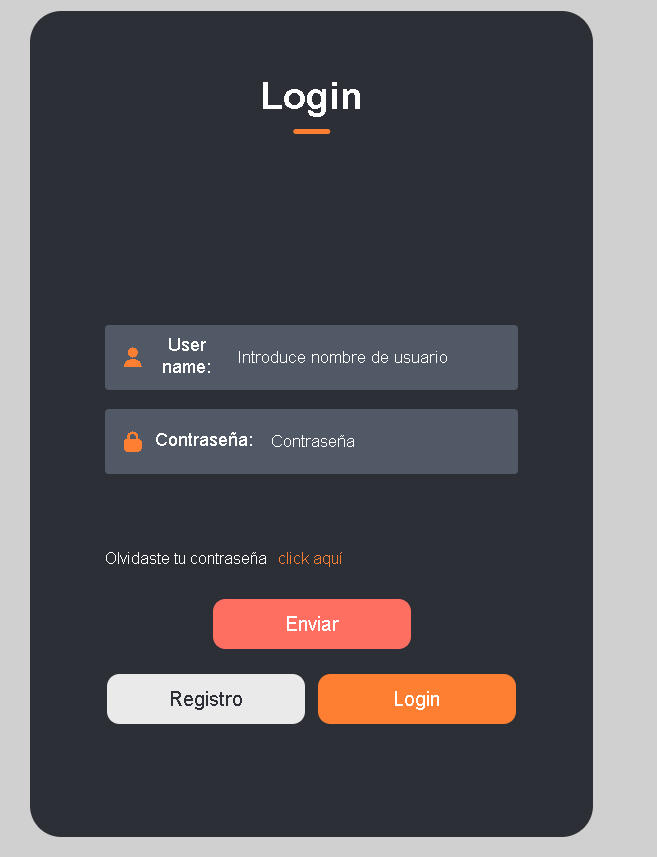 Login
User
name:
Introduce nombre de usuario
Contraseña:
Contraseña
Olvidaste tu contraseña click aquí
Enviar
Registro
Login